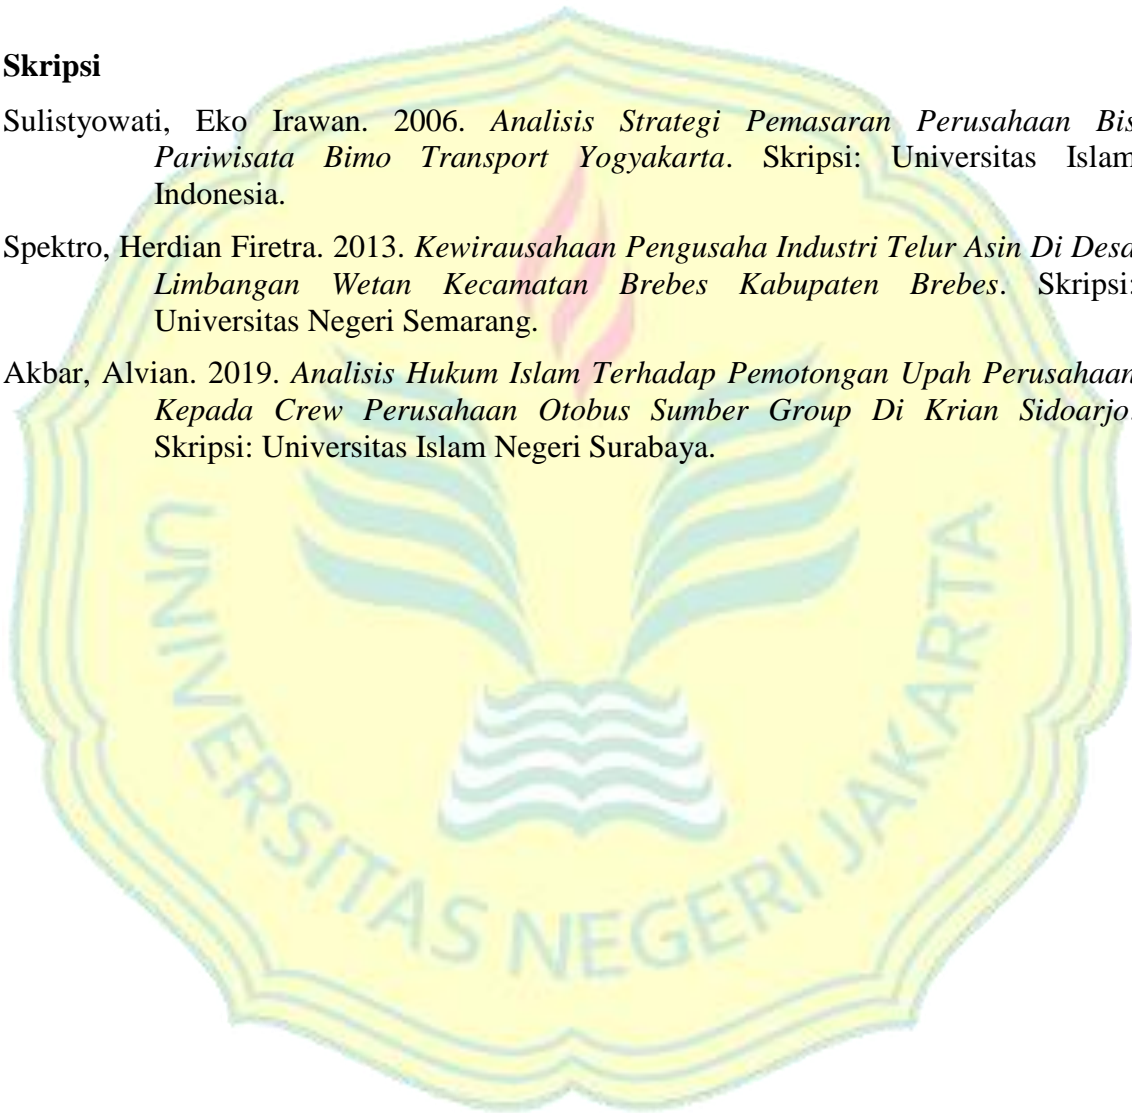 Skripsi
Sulistyowati, Eko Irawan. 2006. Analisis Strategi Pemasaran Perusahaan Bis
Pariwisata Bimo Transport Yogyakarta. Skripsi: Universitas Islam
Indonesia.
Spektro, Herdian Firetra. 2013. Kewirausahaan Pengusaha Industri Telur Asin Di Desa
Limbangan Wetan Kecamatan Brebes Kabupaten Brebes. Skripsi:
Universitas Negeri Semarang.
Akbar, Alvian. 2019. Analisis Hukum Islam Terhadap Pemotongan Upah Perusahaan
Kepada Crew Perusahaan Otobus Sumber Group Di Krian Sidoarjo.
Skripsi: Universitas Islam Negeri Surabaya.
UNIVERSITAS NEGERI JAKARTA